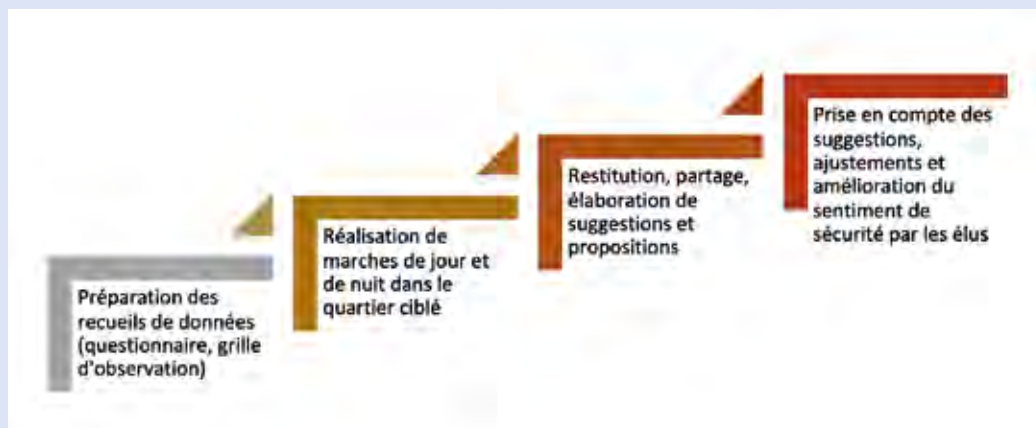 Préparation des
recueils de données
(questionnaire, grille
d'observation)
Réalisation de
marches de jour et
de nuit dans le
quartier ciblé
Restitution, partage,
élaboration de
suggestions et
propositions
Prise en compte des
suggestions,
ajustements et
amélioration du
sentiment de
sécurité par les élus